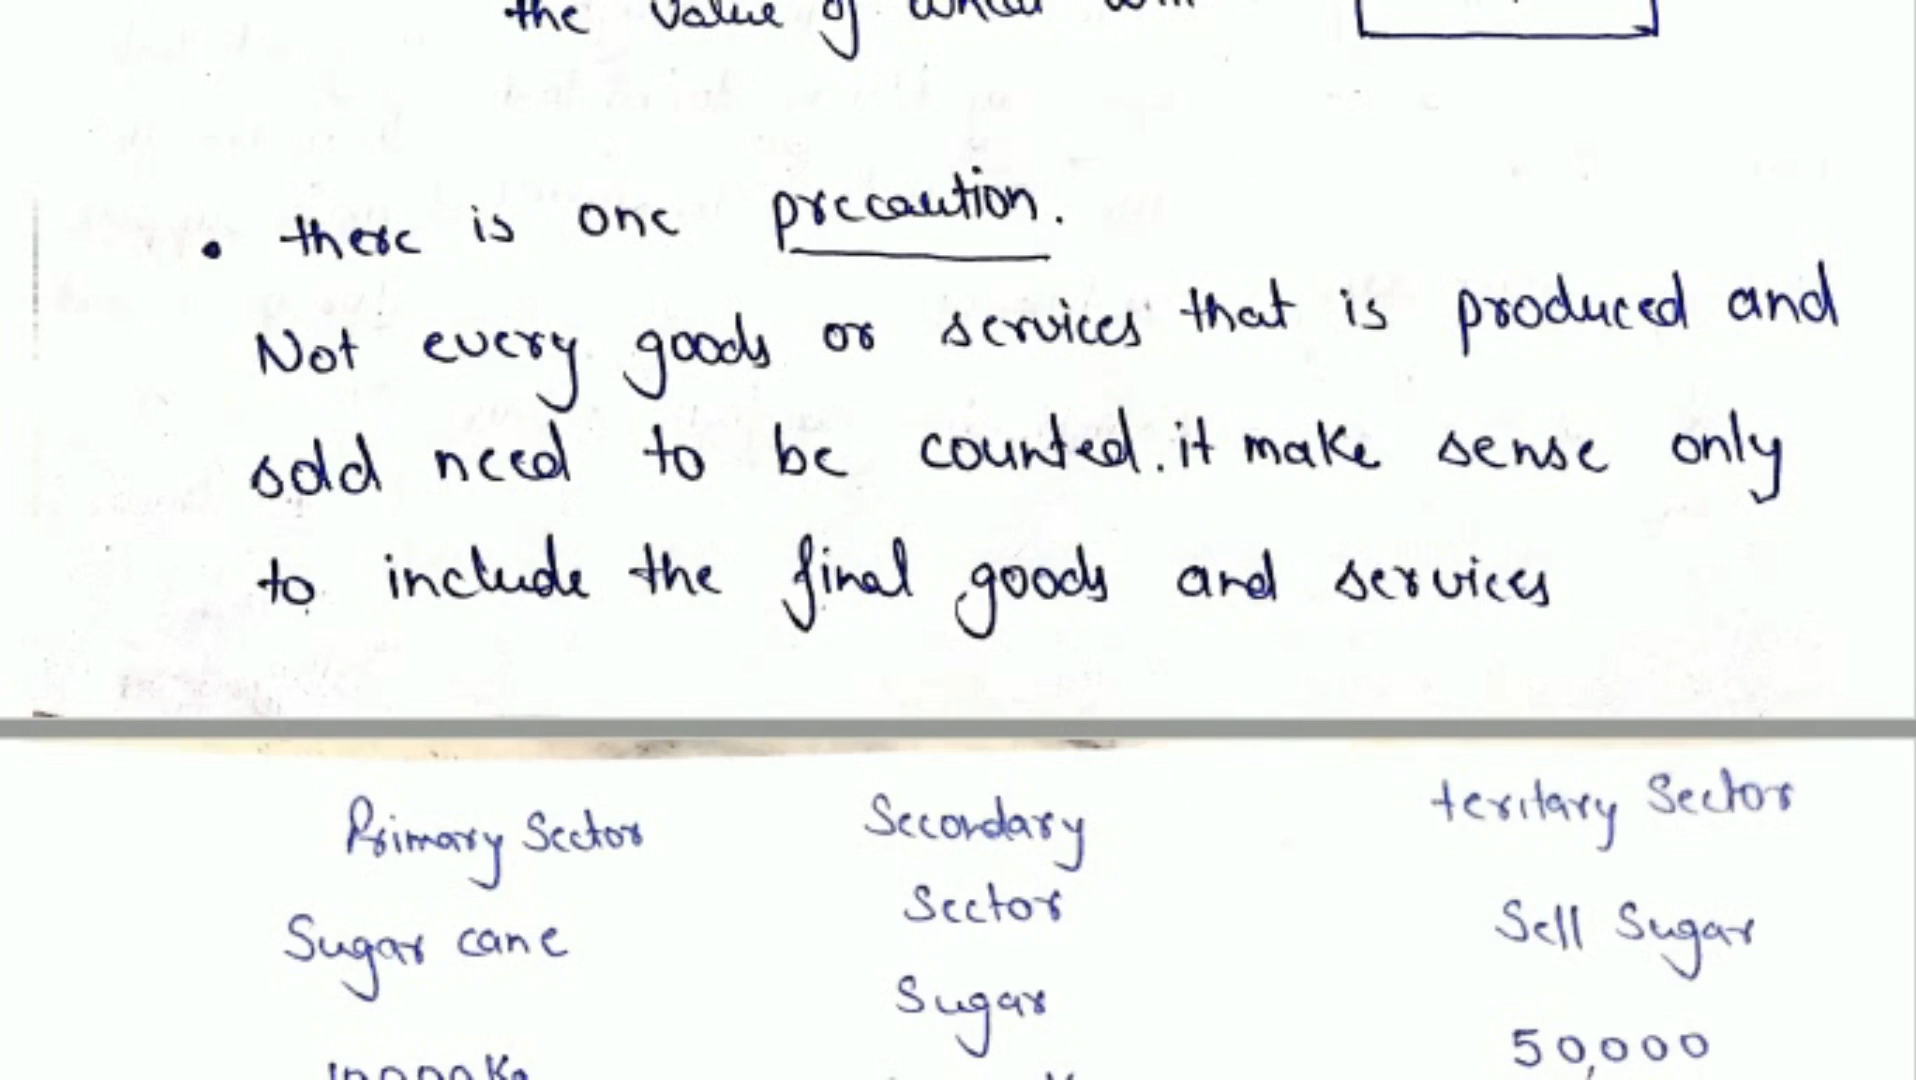 the value of
• there is one precaution.
Not every goods or services that is produced and
sold need to be counted. it make sense only
to include the final goods and services
Primary Sector Secondary Sector teritary Sector
Sugar cane Sugar Sell Sugar
50,000